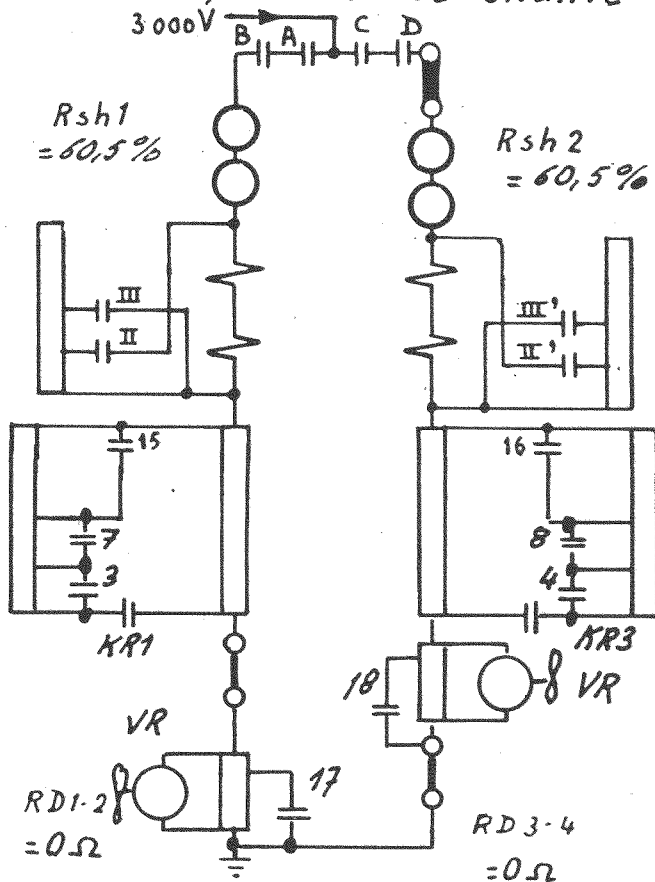 3000V
B A C D
Rsh1
= 60,5%
Rsh2
= 60,5%
III
II
III'
II'
15
7
3
KR1
16
8
4
KR3
18
VR
VR
17
RD1-2
= 0Ω
RD3-4
= 0Ω